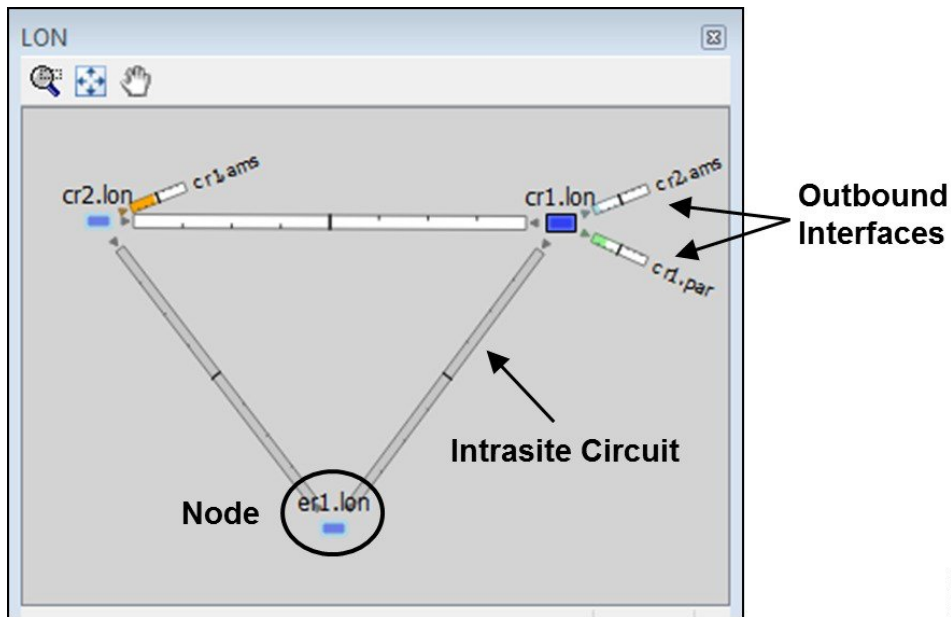 LON
cr1.ams
cr2.lon
cr1.lon
cr2.ams
cr1.par
Outbound
Interfaces
Intrasite Circuit
Node
er1.lon